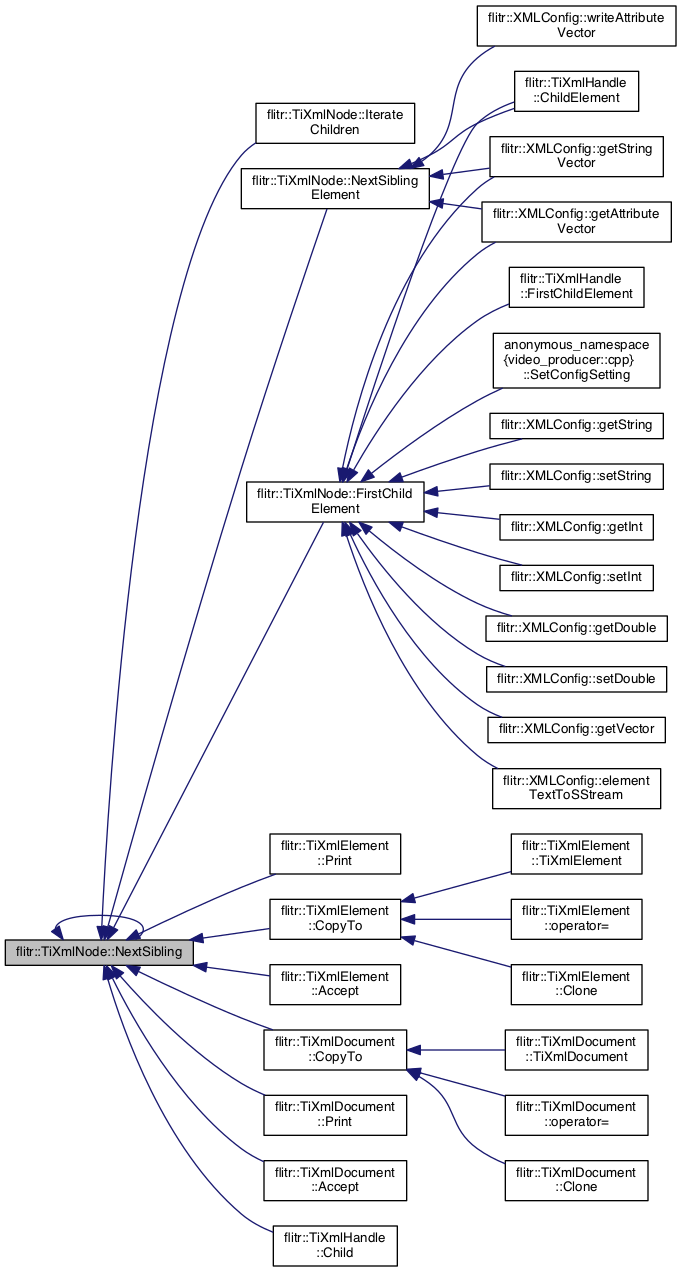 flitr::XMLConfig::writeAttribute
Vector
flitr::TiXmlHandle
::ChildElement
flitr::TiXmlNode::Iterate
Children
flitr::XMLConfig::getString
Vector
flitr::TiXmlNode::NextSibling
Element
flitr::XMLConfig::getAttribute
Vector
flitr::TiXmlHandle
::FirstChildElement
anonymous_namespace
{video_producer::cpp}
::SetConfigSetting
flitr::XMLConfig::getString
flitr::XMLConfig::setString
flitr::TiXmlNode::FirstChild
Element
flitr::XMLConfig::getInt
flitr::XMLConfig::setInt
flitr::XMLConfig::getDouble
flitr::XMLConfig::setDouble
flitr::XMLConfig::getVector
flitr::XMLConfig::element
TextToSStream
flitr::TiXmlElement
::Print
flitr::TiXmlElement
::TiXmlElement
flitr::TiXmlElement
::CopyTo
flitr::TiXmlElement
::operator=
flitr::TiXmlNode::NextSibling
flitr::TiXmlElement
::Accept
flitr::TiXmlElement
::Clone
flitr::TiXmlDocument
::CopyTo
flitr::TiXmlDocument
::TiXmlDocument
flitr::TiXmlDocument
::Print
flitr::TiXmlDocument
::operator=
flitr::TiXmlDocument
::Accept
flitr::TiXmlDocument
::Clone
flitr::TiXmlHandle
::Child